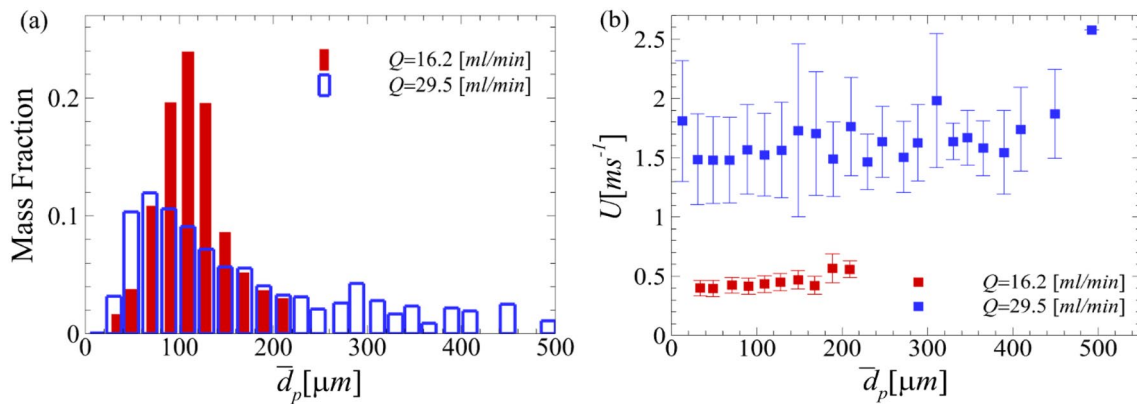 (a)
Q=16.2 [ml/min]
Q=29.5 [ml/min]
Mass Fraction
0.2
0.1
0
0 100 200 300 400 500
d̅p[μm]
(b)
U[ms⁻¹]
2.5
2
1.5
1
0.5
0
Q=16.2 [ml/min]
Q=29.5 [ml/min]
0 100 200 300 400 500
d̅p[μm]